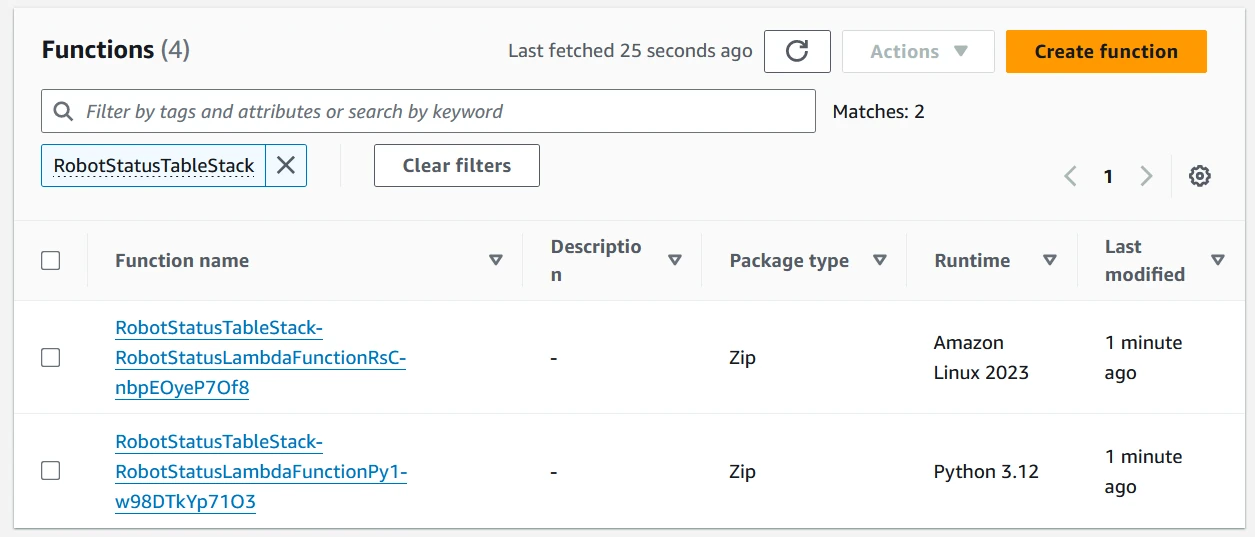 Functions (4)
Last fetched 25 seconds ago
Actions
Create function
Filter by tags and attributes or search by keyword
Matches: 2
RobotStatusTableStack
Clear filters
1
Function name
Descriptio
n
Package type
Runtime
Last
modified
RobotStatusTableStack-
RobotStatusLambdaFunctionRsC-
nbpEOyeP7Of8
-
Zip
Amazon
Linux 2023
1 minute
ago
RobotStatusTableStack-
RobotStatusLambdaFunctionPy1-
w98DTkYp71O3
-
Zip
Python 3.12
1 minute
ago